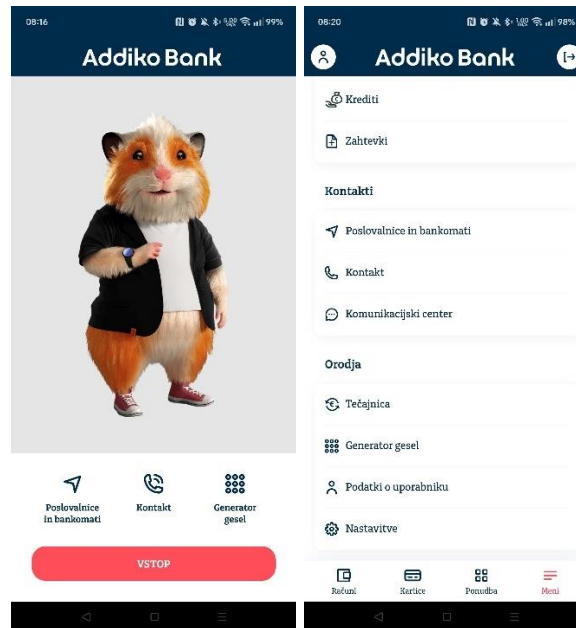 08:16
99%
Addiko Bank
Poslovalnice
in bankomati
Kontakt
Generator
gesel
VSTOP
08:20
98%
Addiko Bank
Krediti
Zahtevki
Kontakti
Poslovalnice in bankomati
Kontakt
Komunikacijski center
Orodja
Tečajnica
Generator gesel
Podatki o uporabniku
Nastavitve
Računi
Kartice
Ponudba
Meni